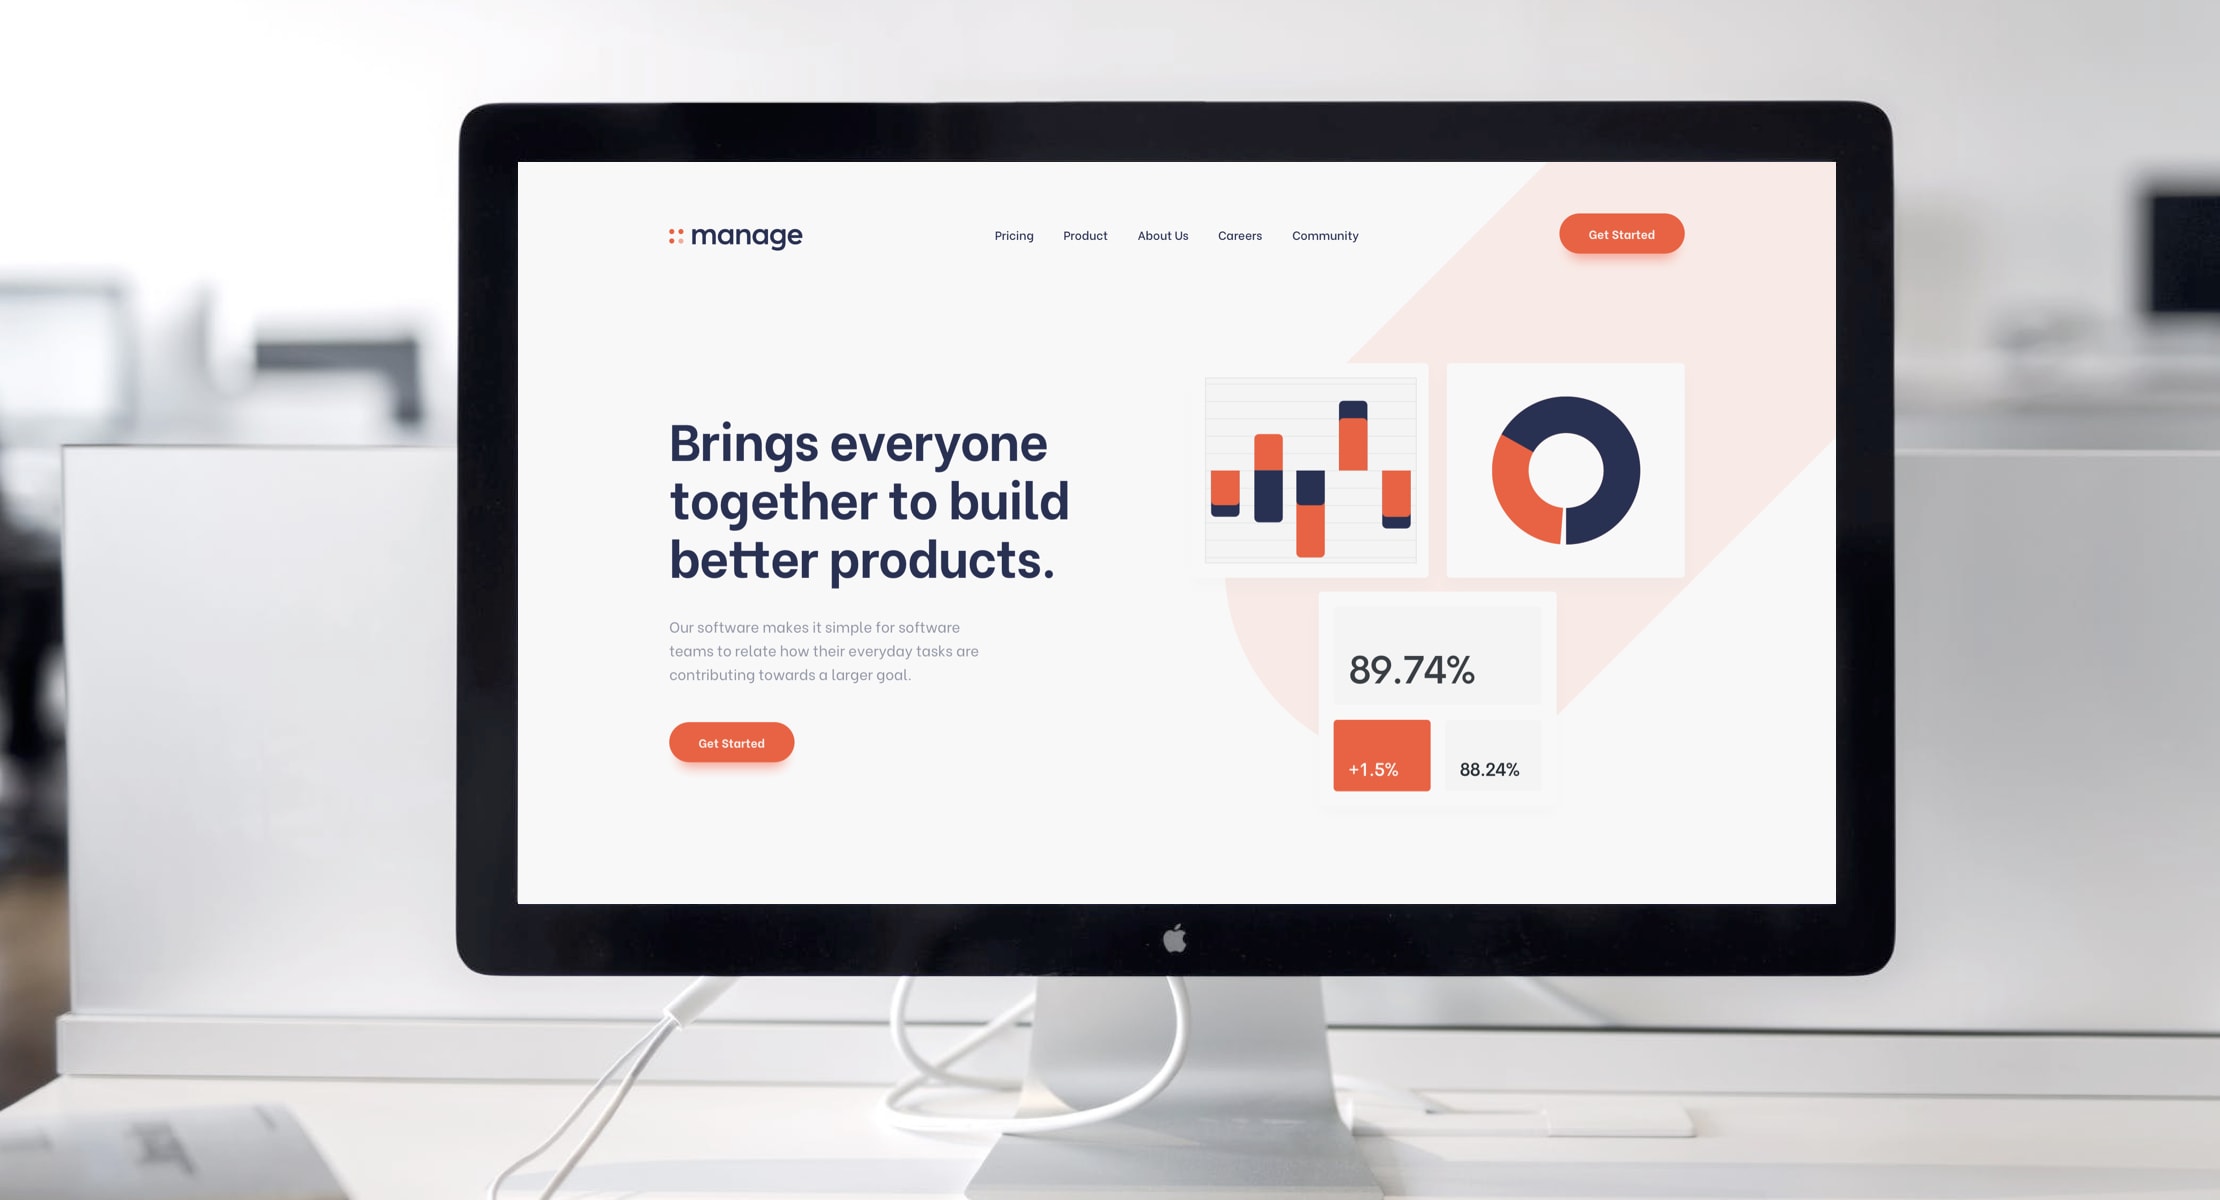 manage
Pricing
Product
About Us
Careers
Community
Get Started
Brings everyone
together to build
better products.
Our software makes it simple for software
teams to relate how their everyday tasks are
contributing towards a larger goal.
Get Started
89.74%
+1.5%
88.24%